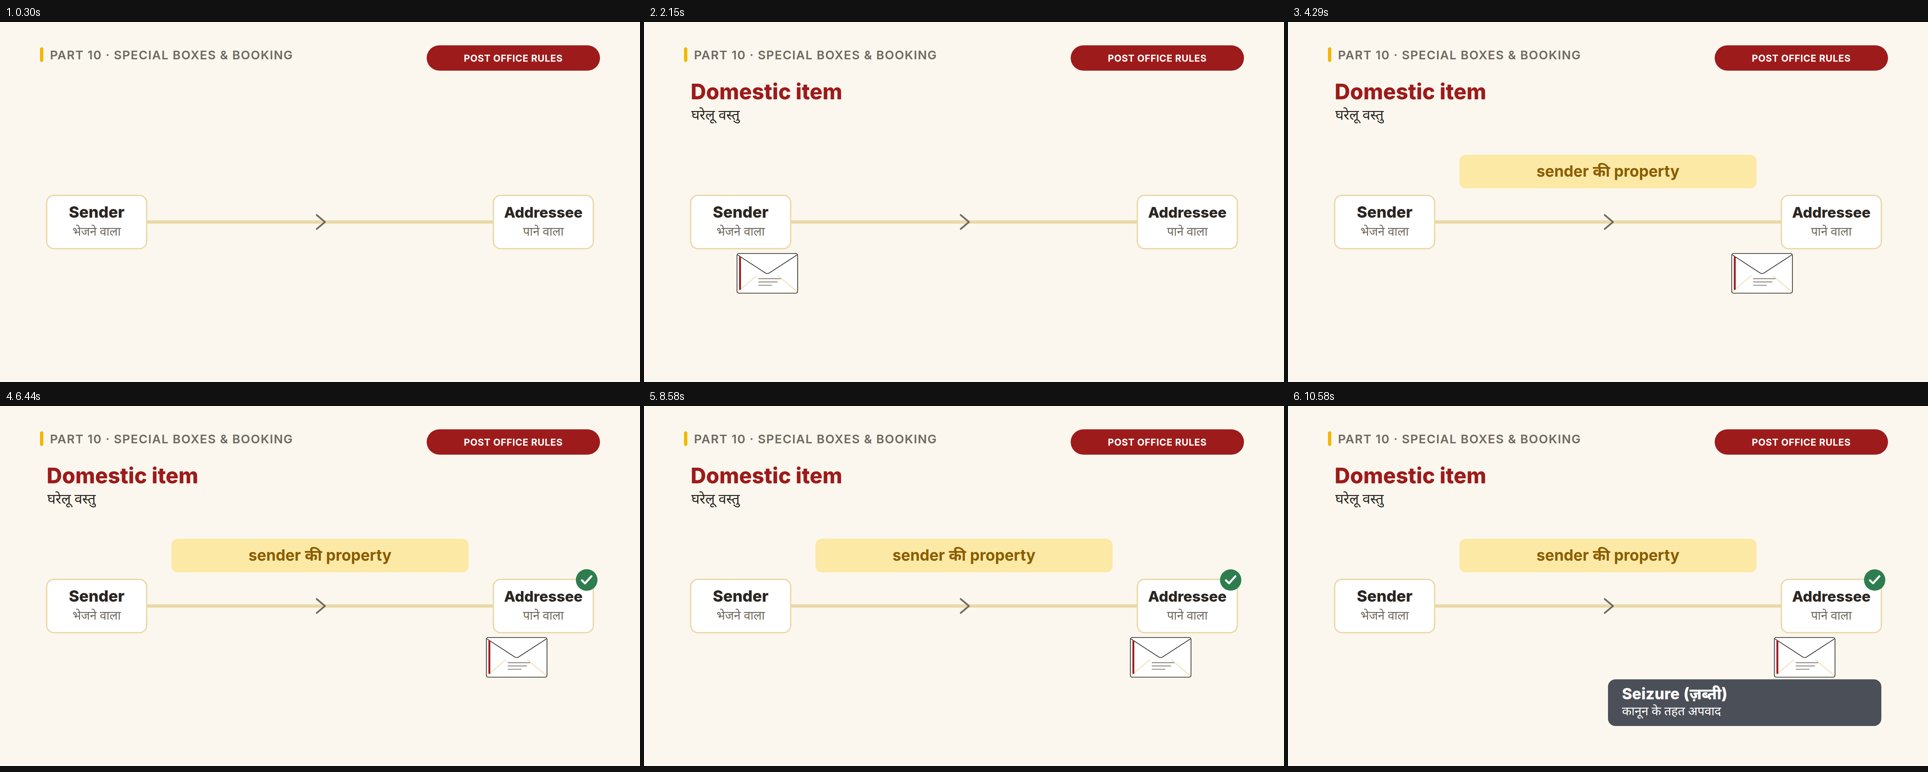 1. 0.30s
PART 10 · SPECIAL BOXES & BOOKING
POST OFFICE RULES
Sender
भेजने वाला
Addressee
पाने वाला
2. 2.15s
PART 10 · SPECIAL BOXES & BOOKING
POST OFFICE RULES
Domestic item
घरेलू वस्तु
Sender
भेजने वाला
Addressee
पाने वाला
3. 4.29s
PART 10 · SPECIAL BOXES & BOOKING
POST OFFICE RULES
Domestic item
घरेलू वस्तु
sender की property
Sender
भेजने वाला
Addressee
पाने वाला
4. 6.44s
PART 10 · SPECIAL BOXES & BOOKING
POST OFFICE RULES
Domestic item
घरेलू वस्तु
sender की property
Sender
भेजने वाला
Addressee
पाने वाला
5. 8.58s
PART 10 · SPECIAL BOXES & BOOKING
POST OFFICE RULES
Domestic item
घरेलू वस्तु
sender की property
Sender
भेजने वाला
Addressee
पाने वाला
6. 10.58s
PART 10 · SPECIAL BOXES & BOOKING
POST OFFICE RULES
Domestic item
घरेलू वस्तु
sender की property
Sender
भेजने वाला
Addressee
पाने वाला
Seizure (ज़ब्ती)
कानून के तहत अपवाद